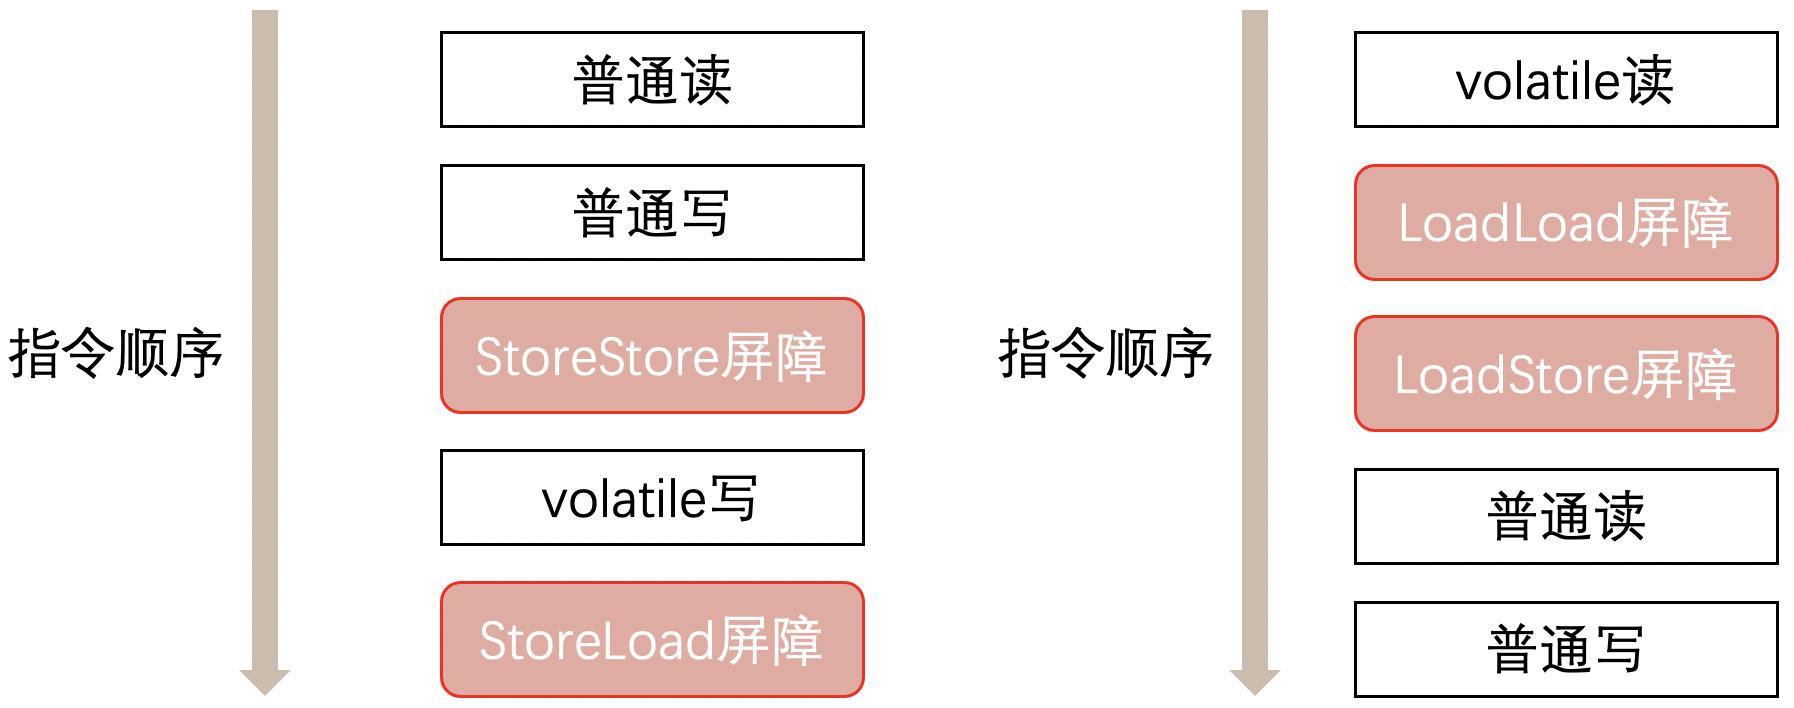 指令顺序
普通读
普通写
StoreStore屏障
volatile写
StoreLoad屏障
指令顺序
volatile读
LoadLoad屏障
LoadStore屏障
普通读
普通写